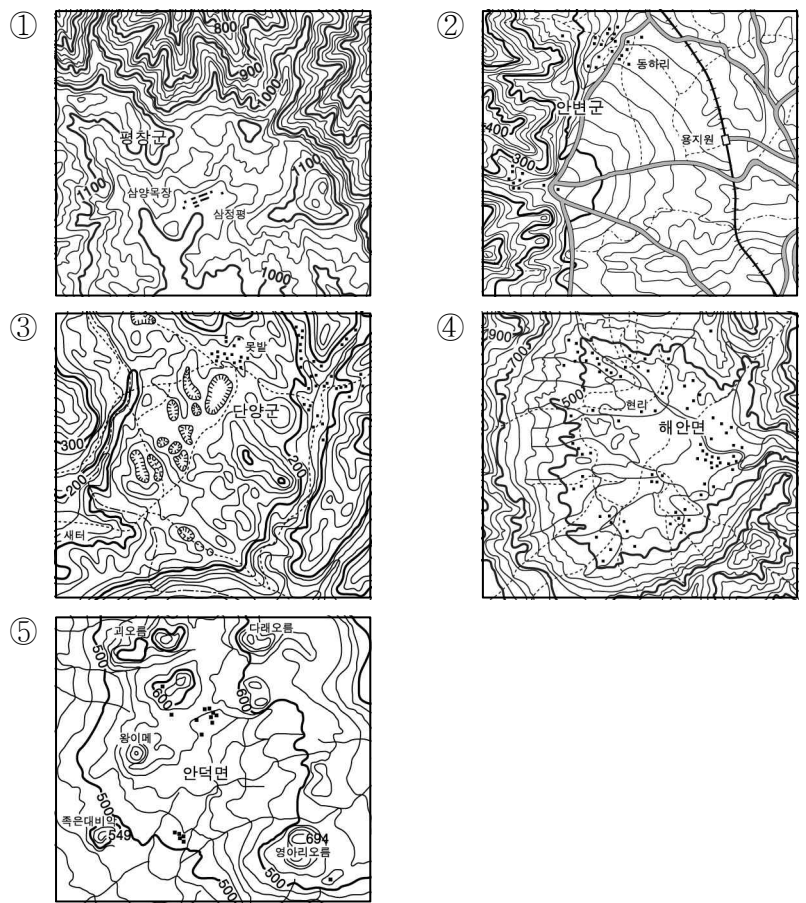 ①
800
900
1000
평창군
1100
1100
삼양목장
삼정평
1000
②
동하리
안변군
400
용지원
300
③
못발
단양군
300
200
200
새터
④
900
700
500
현리
해안면
⑤
괴오름
다래오름
500
600
600
왕이메
안덕면
500
족은대비악
549
694
영아리오름
500
500